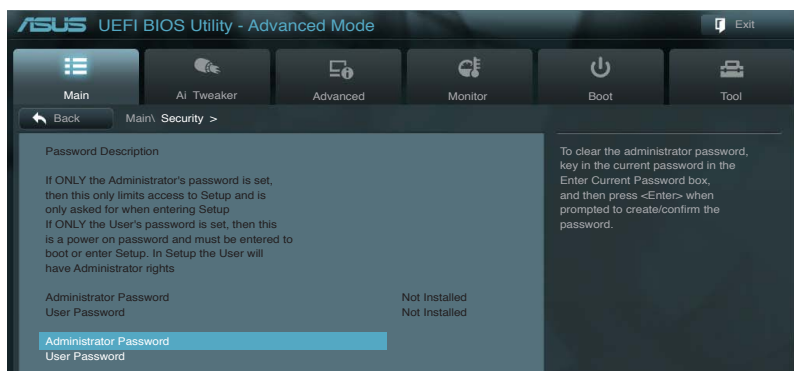 ASUS UEFI BIOS Utility - Advanced Mode
Exit
Main
Ai Tweaker
Advanced
Monitor
Boot
Tool
Back
Main\ Security >
Password Description
If ONLY the Administrator's password is set,
then this only limits access to Setup and is
only asked for when entering Setup
If ONLY the User's password is set, then this
is a power on password and must be entered to
boot or enter Setup. In Setup the User will
have Administrator rights
Administrator Password Not Installed
User Password Not Installed
Administrator Password
User Password
To clear the administrator password,
key in the current password in the
Enter Current Password box,
and then press <Enter> when
prompted to create/confirm the
password.